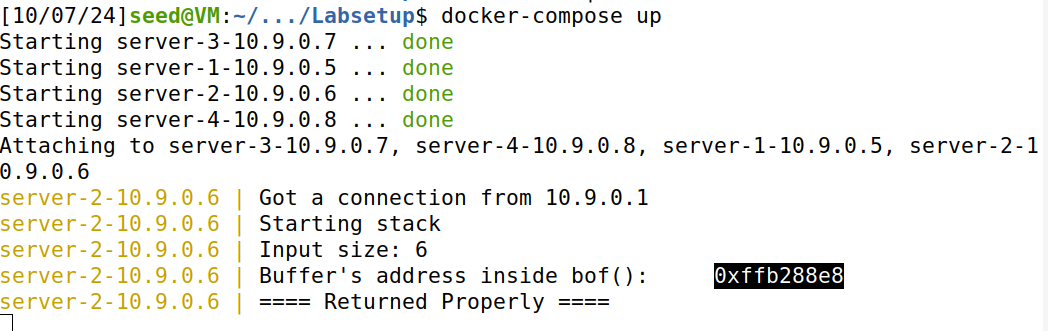 [10/07/24]seed@VM:~/.../Labsetup$ docker-compose up
Starting server-3-10.9.0.7 ... done
Starting server-1-10.9.0.5 ... done
Starting server-2-10.9.0.6 ... done
Starting server-4-10.9.0.8 ... done
Attaching to server-3-10.9.0.7, server-4-10.9.0.8, server-1-10.9.0.5, server-2-1
0.9.0.6
server-2-10.9.0.6 | Got a connection from 10.9.0.1
server-2-10.9.0.6 | Starting stack
server-2-10.9.0.6 | Input size: 6
server-2-10.9.0.6 | Buffer's address inside bof():     0xffb288e8
server-2-10.9.0.6 | ==== Returned Properly ====